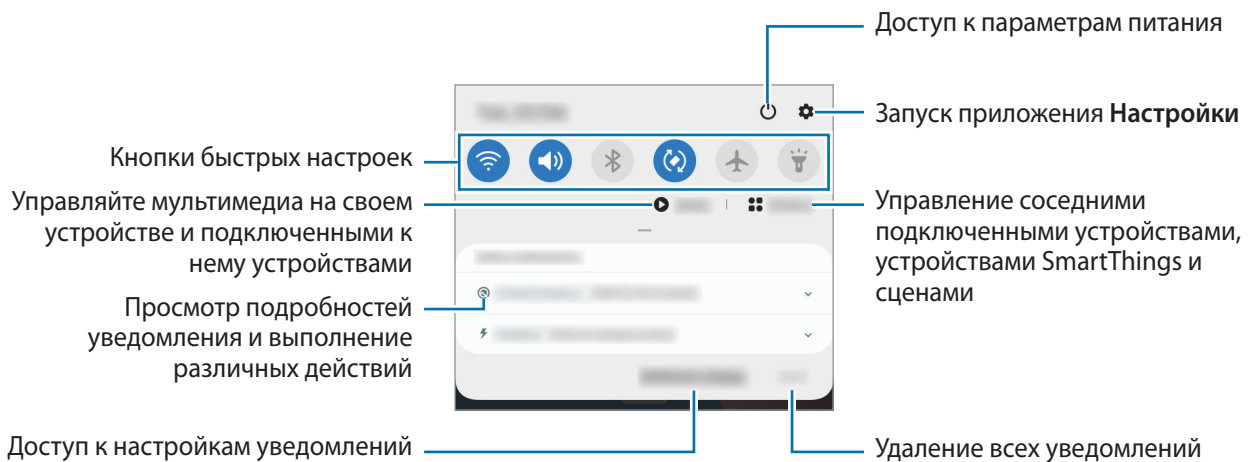 Доступ к параметрам питания
Запуск приложения Настройки
Кнопки быстрых настроек
Управляйте мультимедиа на своем
устройстве и подключенными к
нему устройствами
Управление соседними
подключенными устройствами,
устройствами SmartThings и
сценами
Просмотр подробностей
уведомления и выполнение
различных действий
Доступ к настройкам уведомлений
Удаление всех уведомлений